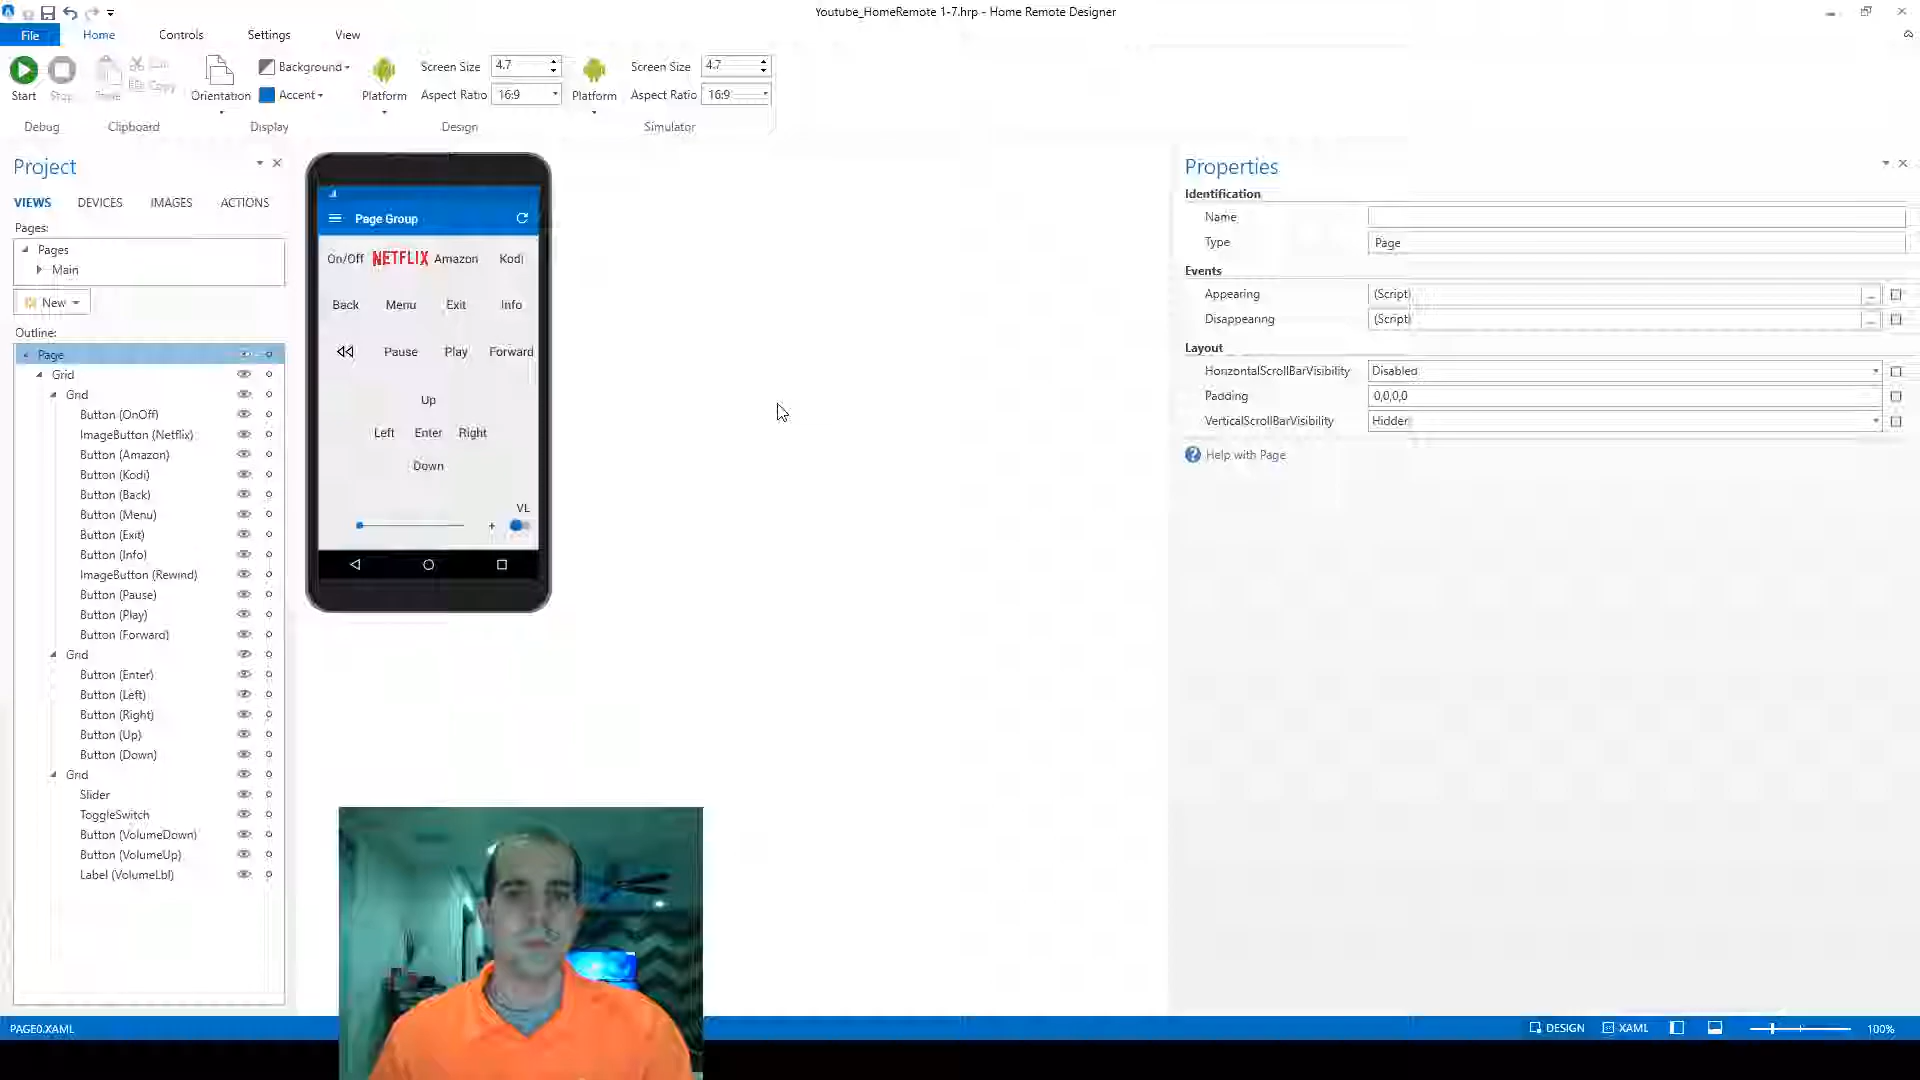 Youtube_HomeRemote 1-7.hrp - Home Remote Designer
File Home Controls Settings View
Start Stop Paste Cut Copy Orientation Background Accent Platform Screen Size 4.7 Aspect Ratio 16:9 Platform Screen Size 4.7 Aspect Ratio 16:9
Debug Clipboard Display Design Simulator
Project
VIEWS DEVICES IMAGES ACTIONS
Pages:
Pages
Main
New
Outline:
Page
Grid
Grid
Button (OnOff)
ImageButton (Netflix)
Button (Amazon)
Button (Kodi)
Button (Back)
Button (Menu)
Button (Exit)
Button (Info)
ImageButton (Rewind)
Button (Pause)
Button (Play)
Button (Forward)
Grid
Button (Enter)
Button (Left)
Button (Right)
Button (Up)
Button (Down)
Grid
Slider
ToggleSwitch
Button (VolumeDown)
Button (VolumeUp)
Label (VolumeLbl)
Page Group
On/Off NETFLIX Amazon Kodi
Back Menu Exit Info
Pause Play Forward
Up
Left Enter Right
Down
VL
+
Properties
Identification
Name
Type Page
Events
Appearing (Script) ...
Disappearing (Script) ...
Layout
HorizontalScrollBarVisibility Disabled
Padding 0,0,0,0
VerticalScrollBarVisibility Hidden
? Help with Page
PAGE0.XAML DESIGN XAML 100%